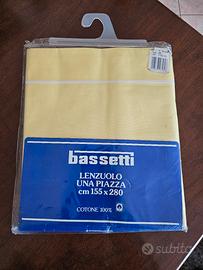 bassetti
LENZUOLO
UNA PIAZZA
cm 155 x 280
COTONE 100%
subito